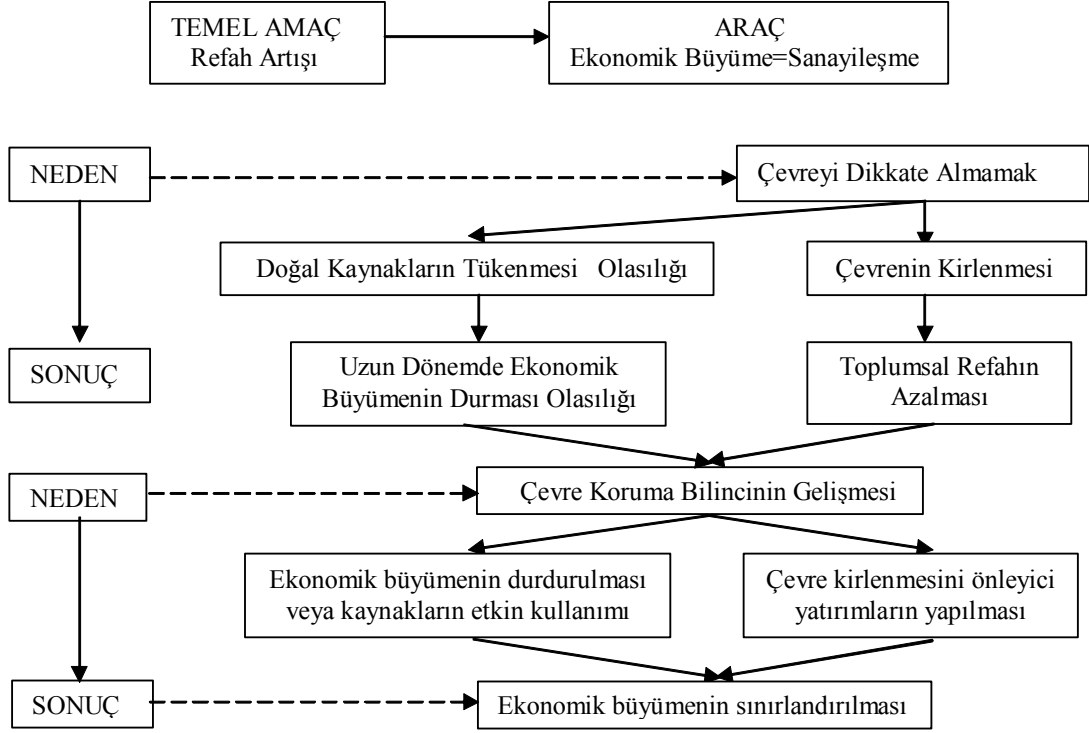 TEMEL AMAÇ
Refah Artışı
ARAÇ
Ekonomik Büyüme=Sanayileşme
NEDEN
Çevreyi Dikkate Almamak
Doğal Kaynakların Tükenmesi Olasılığı
Çevrenin Kirlenmesi
SONUÇ
Uzun Dönemde Ekonomik
Büyümenin Durması Olasılığı
Toplumsal Refahın
Azalması
NEDEN
Çevre Koruma Bilincinin Gelişmesi
Ekonomik büyümenin durdurulması
veya kaynakların etkin kullanımı
Çevre kirlenmesini önleyici
yatırımların yapılması
SONUÇ
Ekonomik büyümenin sınırlandırılması